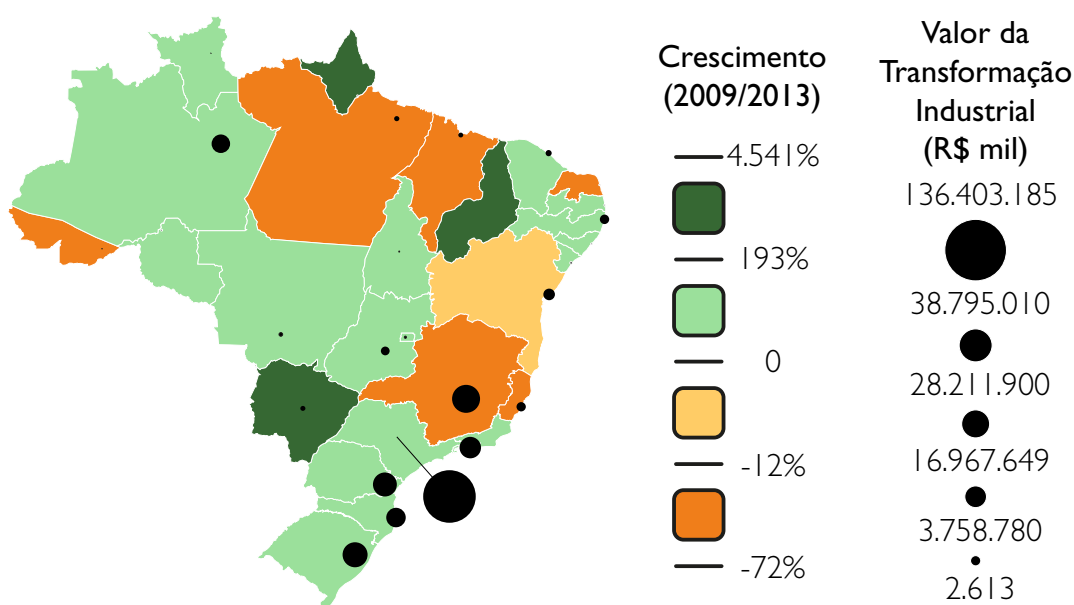 Crescimento
(2009/2013)
4.541%
193%
0
-12%
-72%
Valor da
Transformação
Industrial
(R$ mil)
136.403.185
38.795.010
28.211.900
16.967.649
3.758.780
2.613